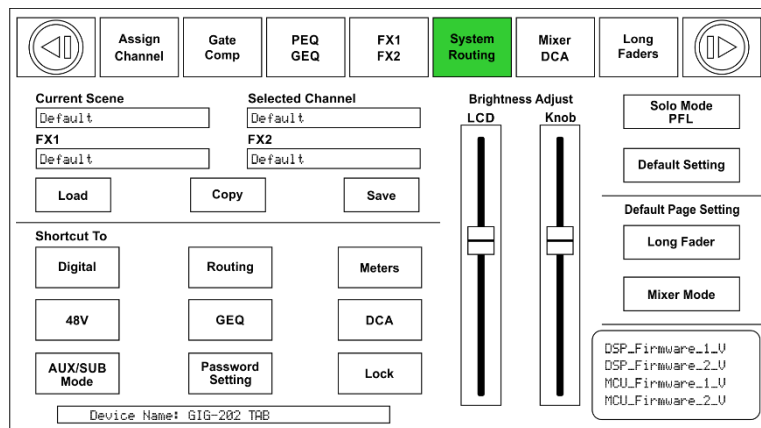 Assign
Channel
Gate
Comp
PEQ
GEQ
FX1
FX2
System
Routing
Mixer
DCA
Long
Faders
Current Scene
Selected Channel
Default
Default
FX1
FX2
Default
Default
Load
Copy
Save
Shortcut To
Digital
Routing
Meters
48V
GEQ
DCA
AUX/SUB
Mode
Password
Setting
Lock
Device Name: GIG-202 TAB
Brightness Adjust
LCD
Knob
Solo Mode
PFL
Default Setting
Default Page Setting
Long Fader
Mixer Mode
DSP_Firmware_1_V
DSP_Firmware_2_V
MCU_Firmware_1_V
MCU_Firmware_2_V